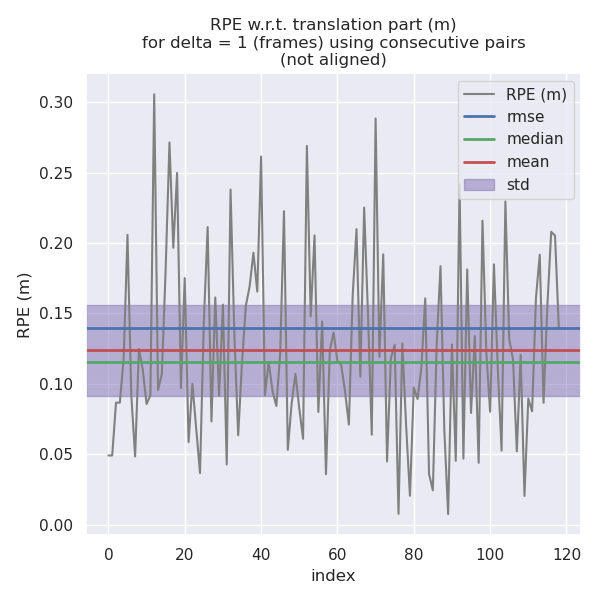 RPE w.r.t. translation part (m)
for delta = 1 (frames) using consecutive pairs
(not aligned)
RPE (m)
rmse
median
mean
std
0.30
0.25
0.20
0.15
0.10
0.05
0.00
RPE (m)
0
20
40
60
80
100
120
index